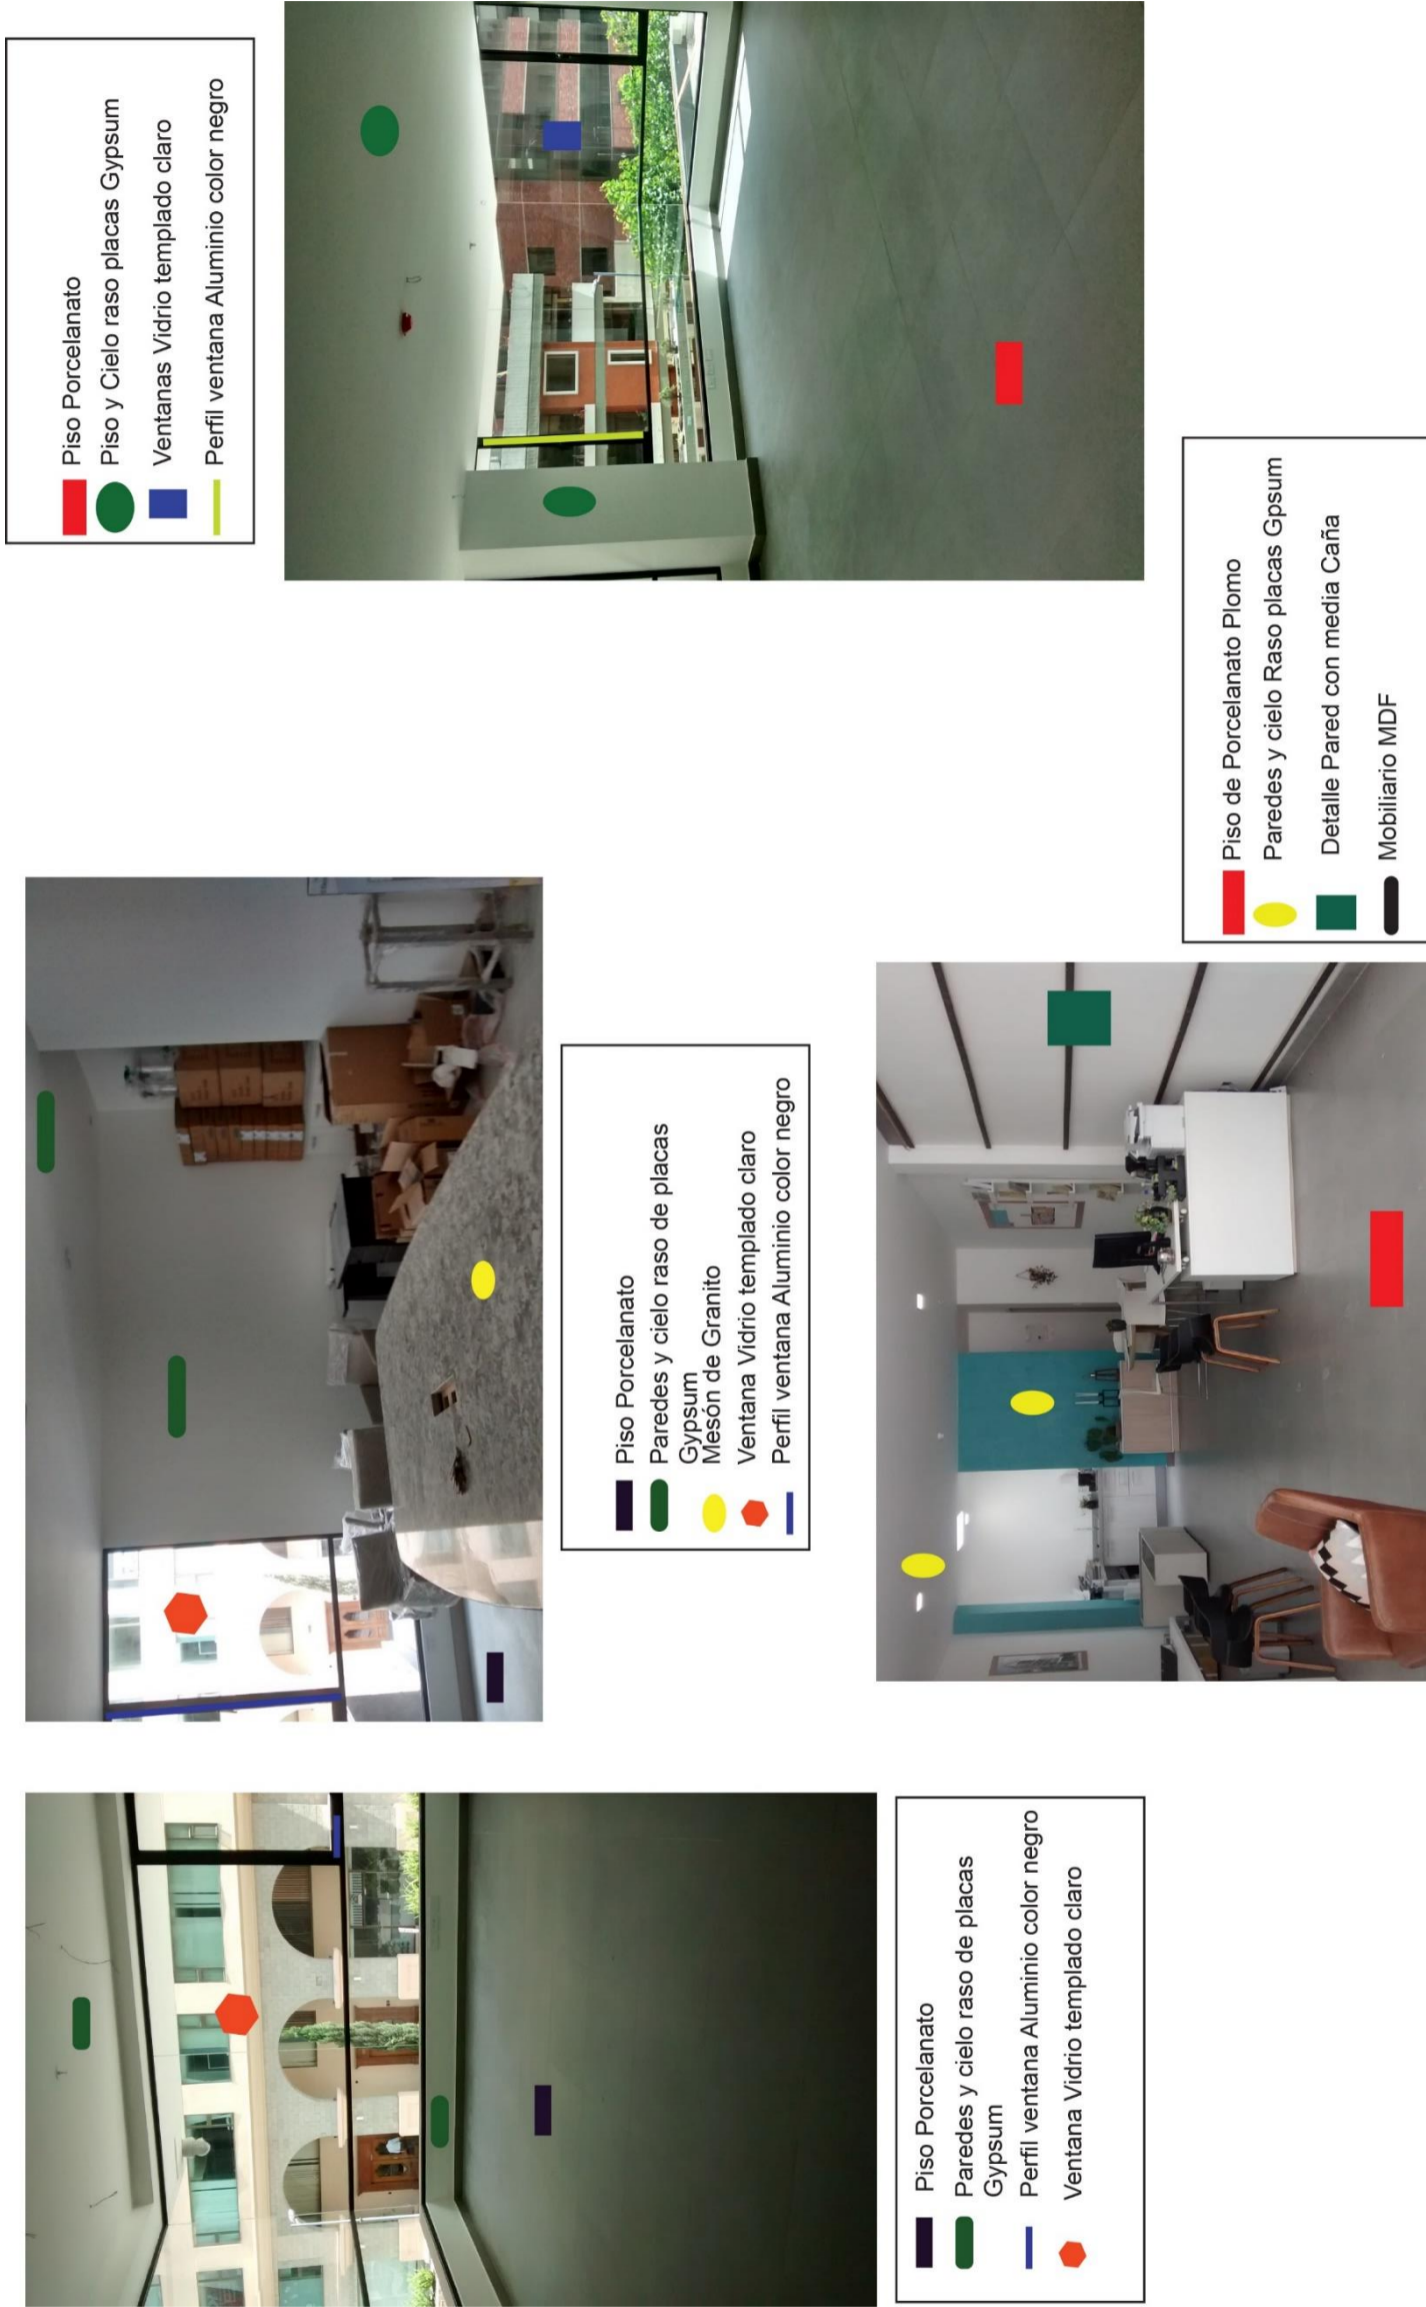 Piso Porcelanato
Paredes y cielo raso de placas
Gypsum
Perfil ventana Aluminio color negro
Ventana Vidrio templado claro
Piso Porcelanato
Paredes y cielo raso de placas
Gypsum
Mesón de Granito
Ventana Vidrio templado claro
Perfil ventana Aluminio color negro
Piso Porcelanato
Piso y Cielo raso placas Gypsum
Ventanas Vidrio templado claro
Perfil ventana Aluminio color negro
Piso de Porcelanato Plomo
Paredes y cielo Raso placas Gpsum
Detalle Pared con media Caña
Mobiliario MDF